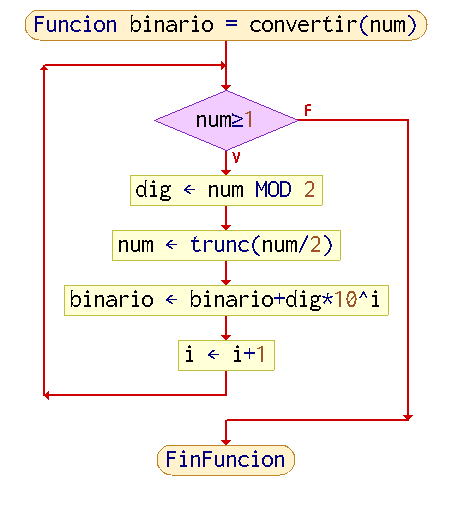 Funcion binario = convertir(num)
num≥1
F
V
dig ← num MOD 2
num ← trunc(num/2)
binario ← binario+dig*10^i
i ← i+1
FinFuncion